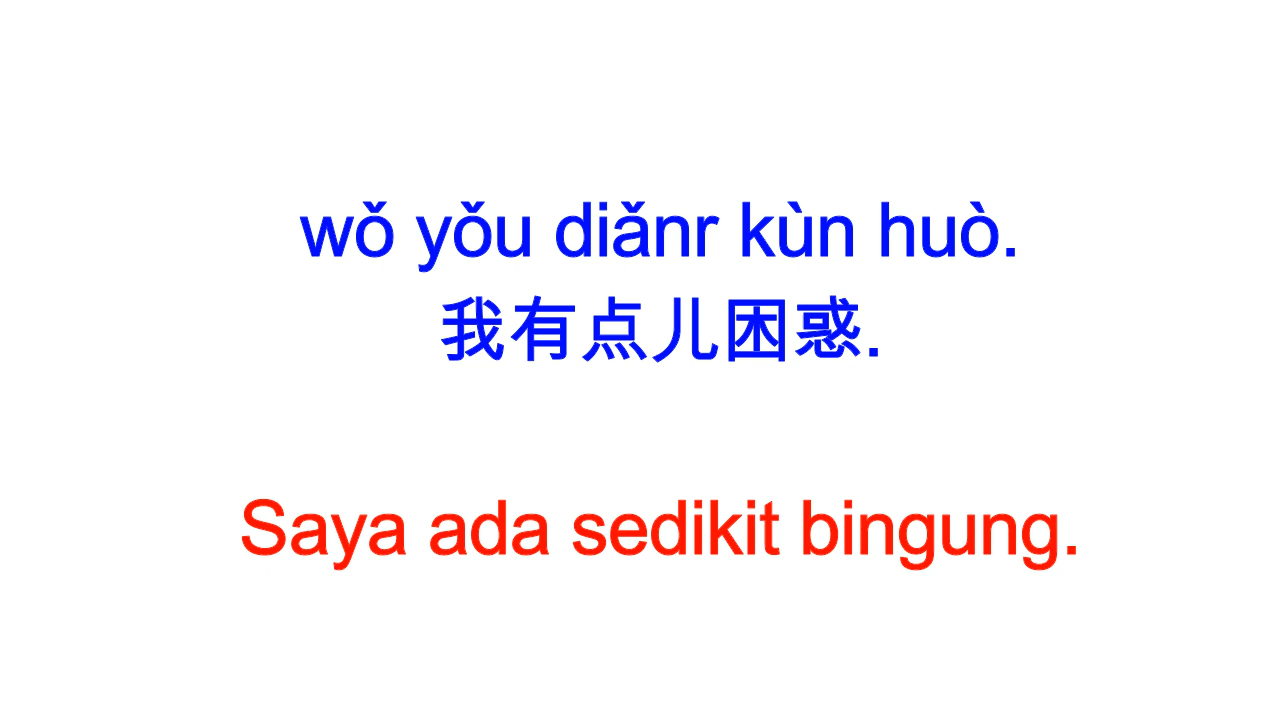 wǒ yǒu diǎnr kùn huò.
我有点儿困惑.
Saya ada sedikit bingung.